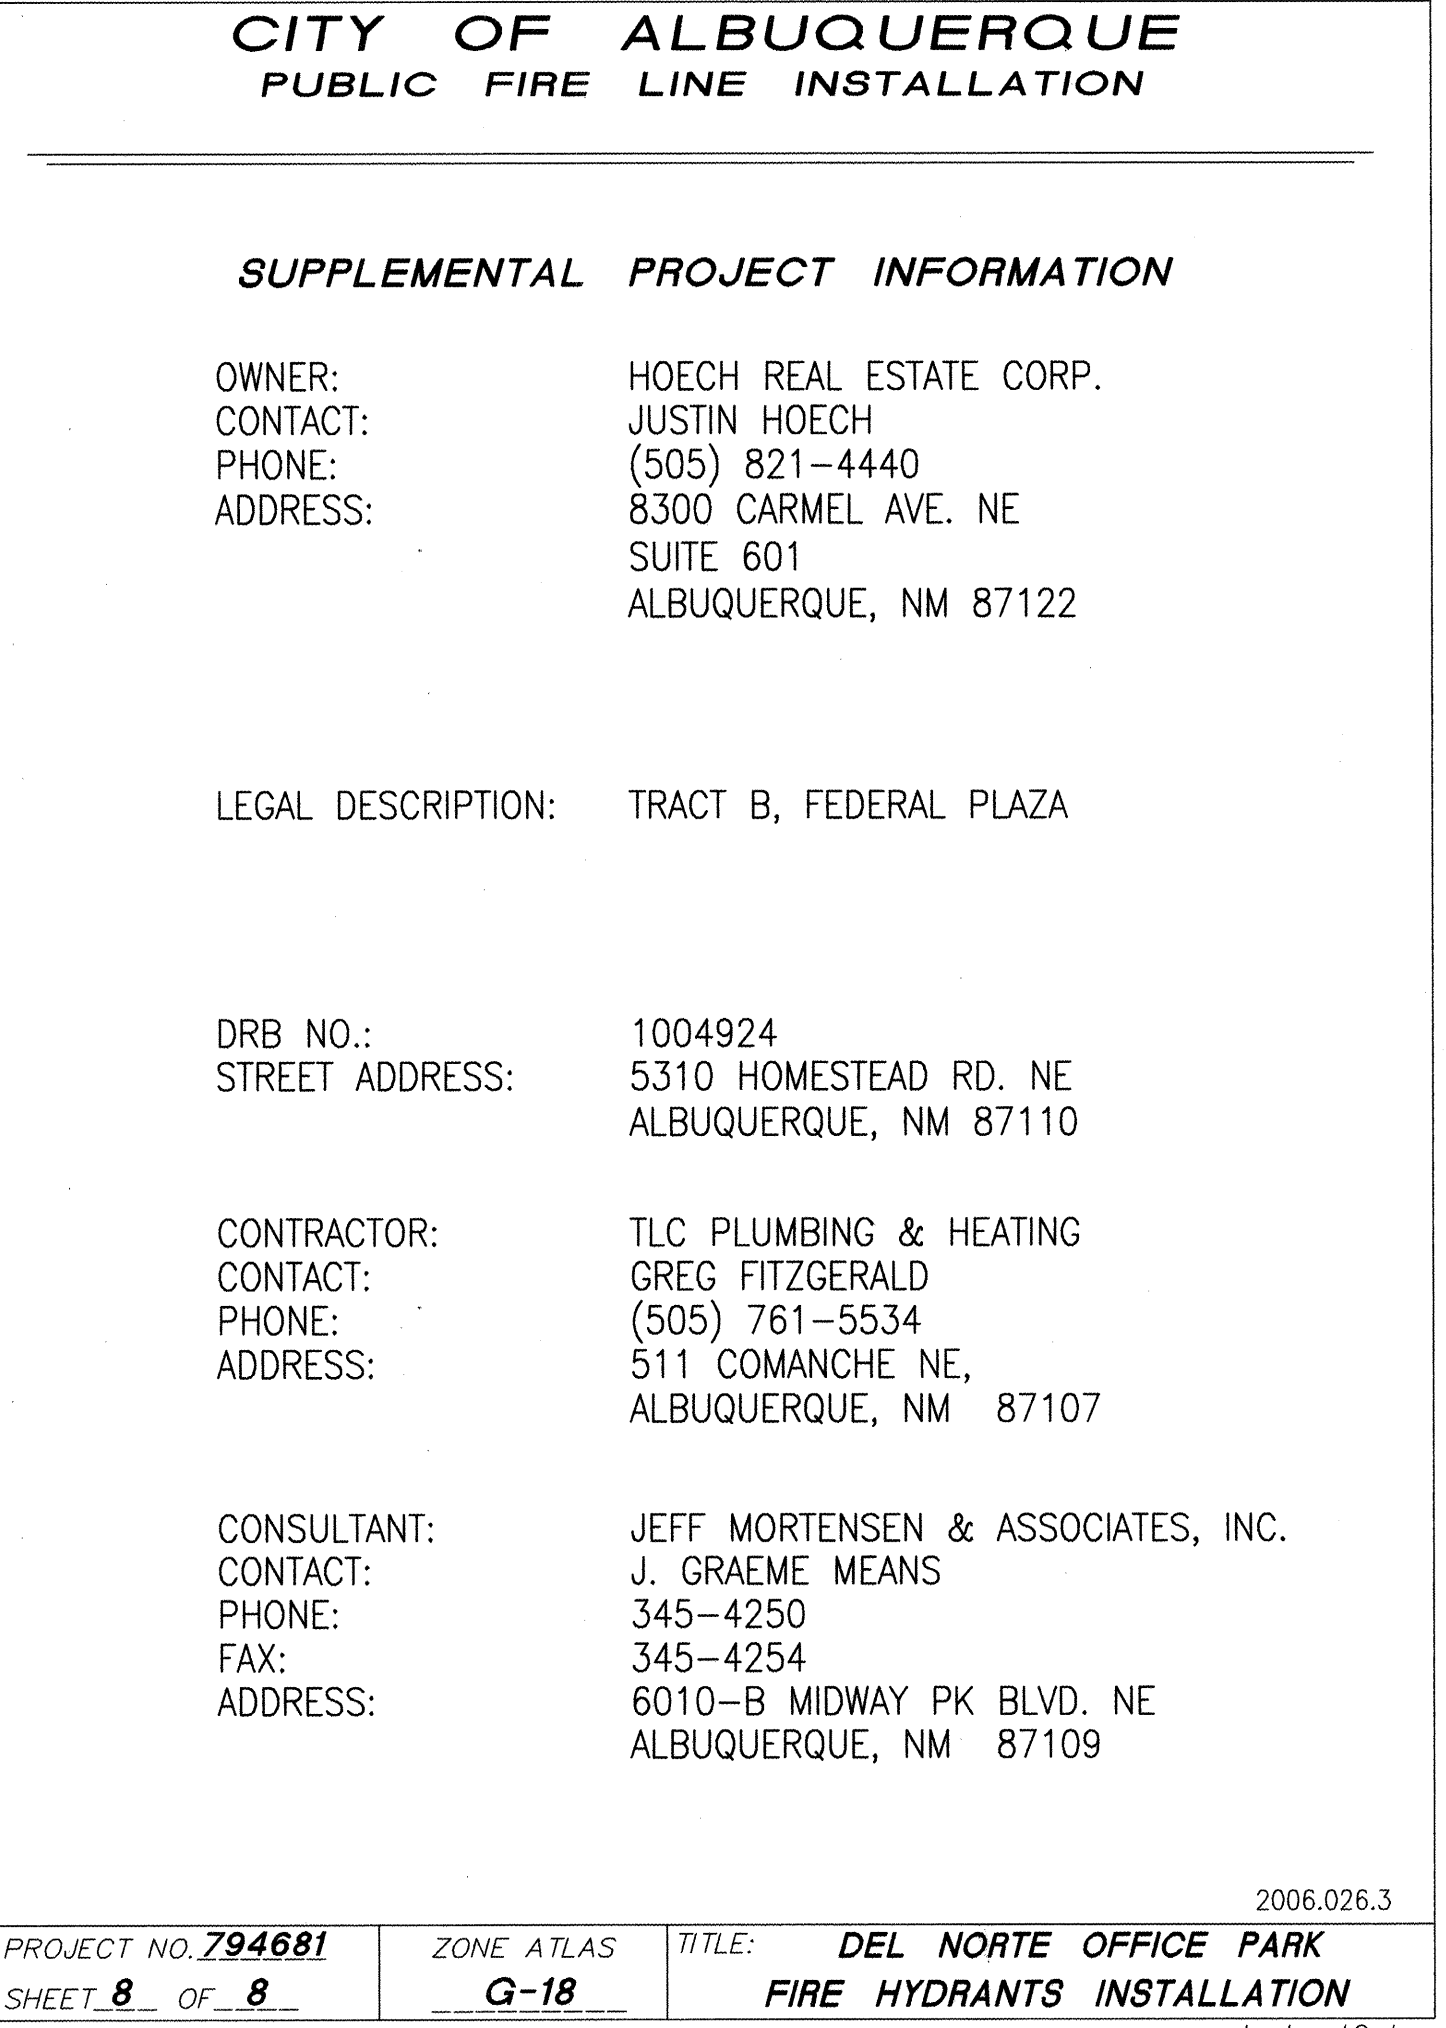 CITY OF ALBUQUERQUE
PUBLIC FIRE LINE INSTALLATION
SUPPLEMENTAL PROJECT INFORMATION
OWNER: HOECH REAL ESTATE CORP.
CONTACT: JUSTIN HOECH
PHONE: (505) 821-4440
ADDRESS: 8300 CARMEL AVE. NE
SUITE 601
ALBUQUERQUE, NM 87122
LEGAL DESCRIPTION: TRACT B, FEDERAL PLAZA
DRB NO.: 1004924
STREET ADDRESS: 5310 HOMESTEAD RD. NE
ALBUQUERQUE, NM 87110
CONTRACTOR: TLC PLUMBING & HEATING
CONTACT: GREG FITZGERALD
PHONE: (505) 761-5534
ADDRESS: 511 COMANCHE NE,
ALBUQUERQUE, NM 87107
CONSULTANT: JEFF MORTENSEN & ASSOCIATES, INC.
CONTACT: J. GRAEME MEANS
PHONE: 345-4250
FAX: 345-4254
ADDRESS: 6010-B MIDWAY PK BLVD. NE
ALBUQUERQUE, NM 87109
2006.026.3
PROJECT NO. 794681
SHEET 8 OF 8
ZONE ATLAS
G-18
TITLE: DEL NORTE OFFICE PARK
FIRE HYDRANTS INSTALLATION